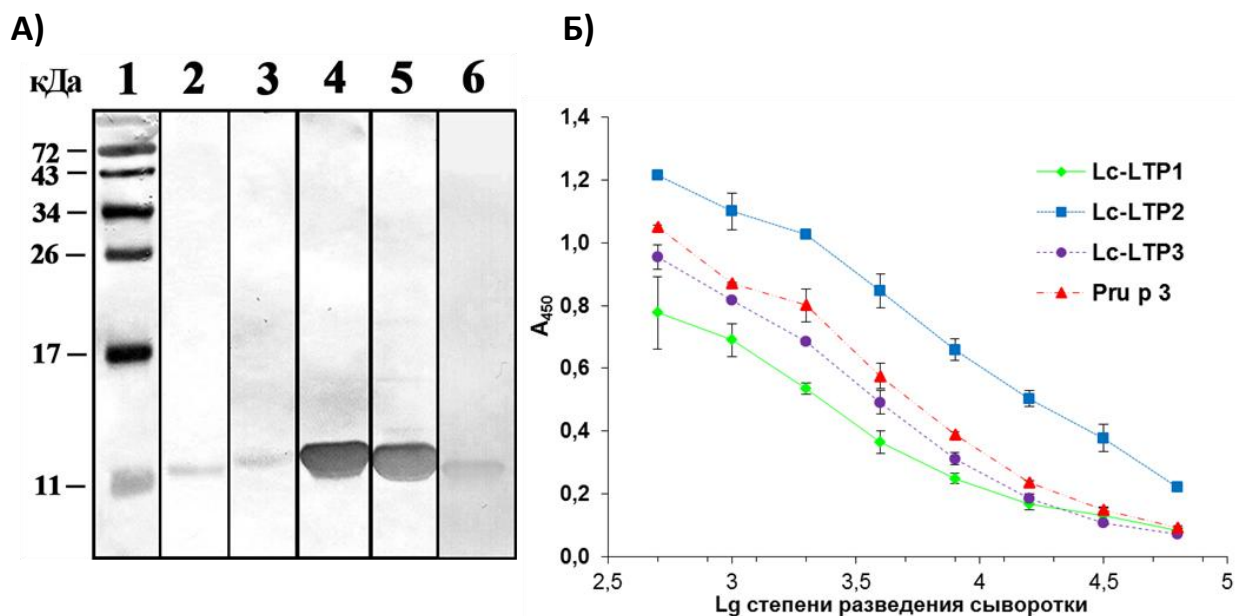 А)
кДа 1 2 3 4 5 6
72
43
34
26
17
11
Б)
1,4
1,2
1,0
0,8
0,6
0,4
0,2
0,0
A450
Lc-LTP1
Lc-LTP2
Lc-LTP3
Pru p 3
2,5 3 3,5 4 4,5 5
Lg степени разведения сыворотки